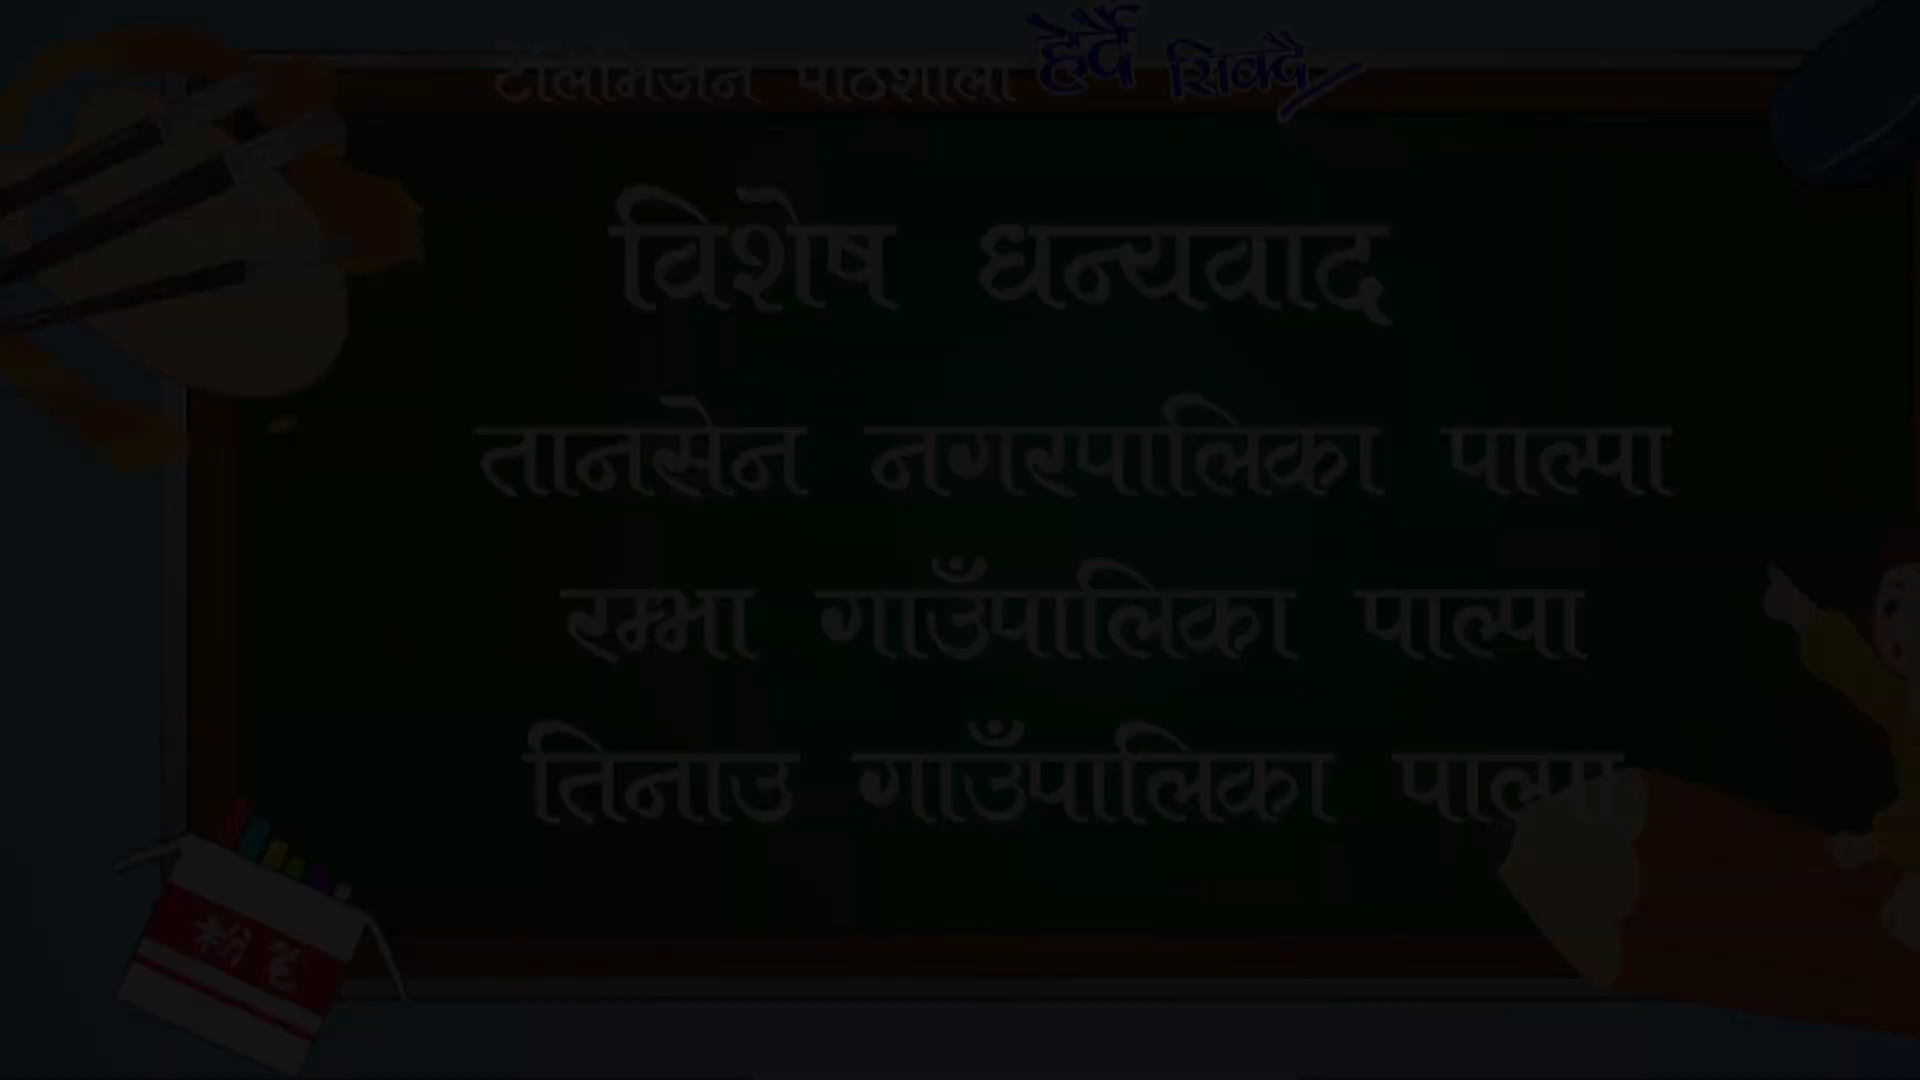 टेलिभिजन पाठशाला हेर्दै सिक्दै
विशेष धन्यवाद
तानसेन नगरपालिका पाल्पा
रम्भा गाउँपालिका पाल्पा
तिनाउ गाउँपालिका पाल्पा